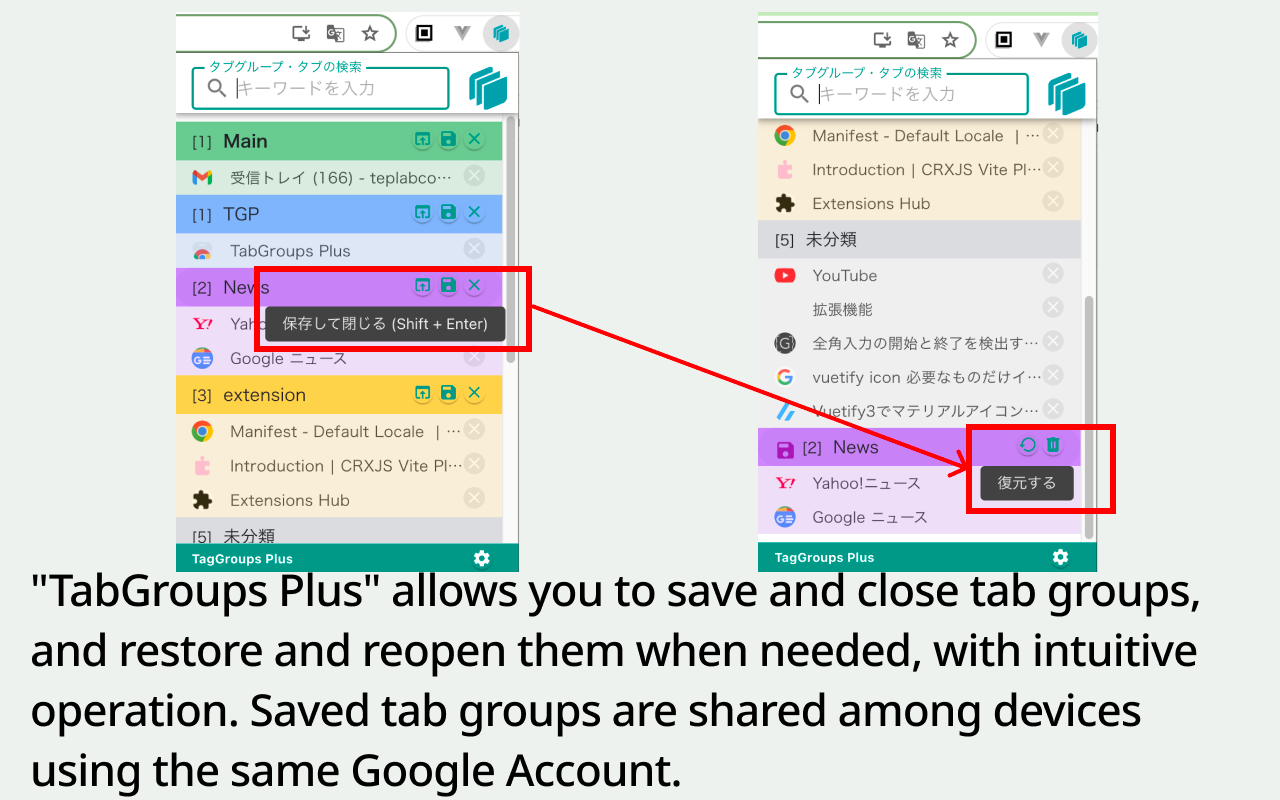 タブグループ・タブの検索
キーワードを入力
[1] Main
受信トレイ (166) - teplabco…
[1] TGP
TabGroups Plus
[2] News
保存して閉じる (Shift + Enter)
Google ニュース
[3] extension
Manifest - Default Locale | …
Introduction | CRXJS Vite Pl…
Extensions Hub
[5] 未分類
TagGroups Plus
タブグループ・タブの検索
キーワードを入力
Manifest - Default Locale | …
Introduction | CRXJS Vite Pl…
Extensions Hub
[5] 未分類
YouTube
拡張機能
全角入力の開始と終了を検出す…
vuetify icon 必要なものだけイ…
Vuetify3でマテリアルアイコン…
[2] News
Yahoo!ニュース
復元する
Google ニュース
TagGroups Plus
"TabGroups Plus" allows you to save and close tab groups,
and restore and reopen them when needed, with intuitive
operation. Saved tab groups are shared among devices
using the same Google Account.